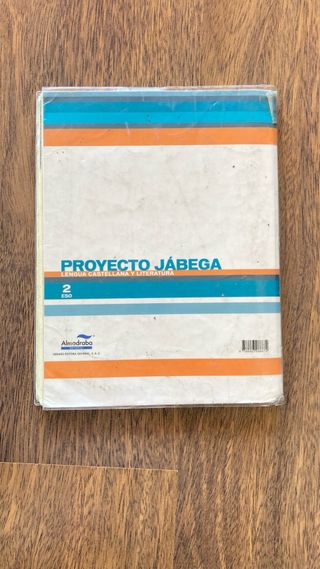 PROYECTO JÁBEGA
LENGUA CASTELLANA Y LITERATURA
2
ESO
Almadraba